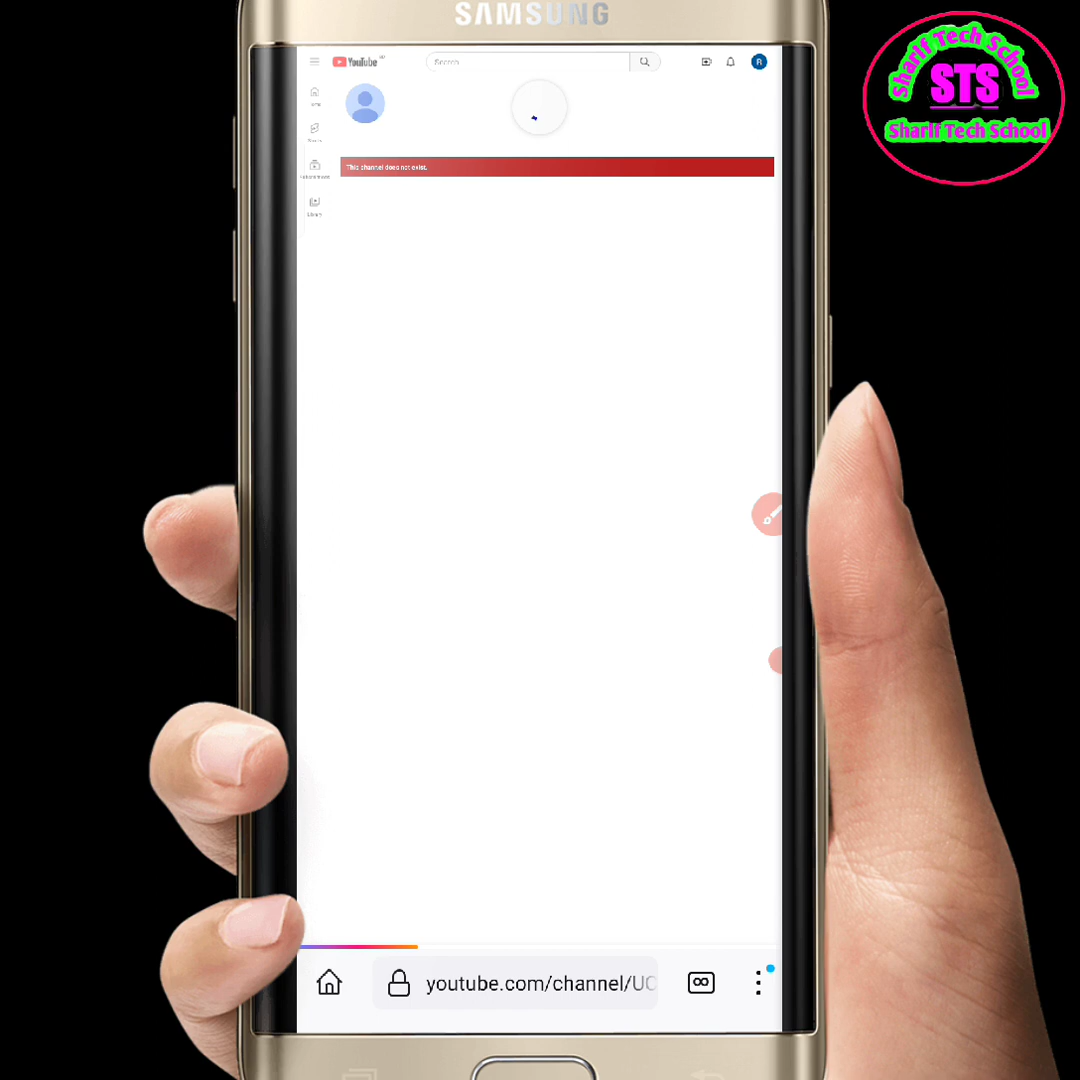 SAMSUNG
Sharif Tech School
STS
Sharif Tech School
YouTube
Search
R
This channel does not exist.
Library
youtube.com/channel/UC